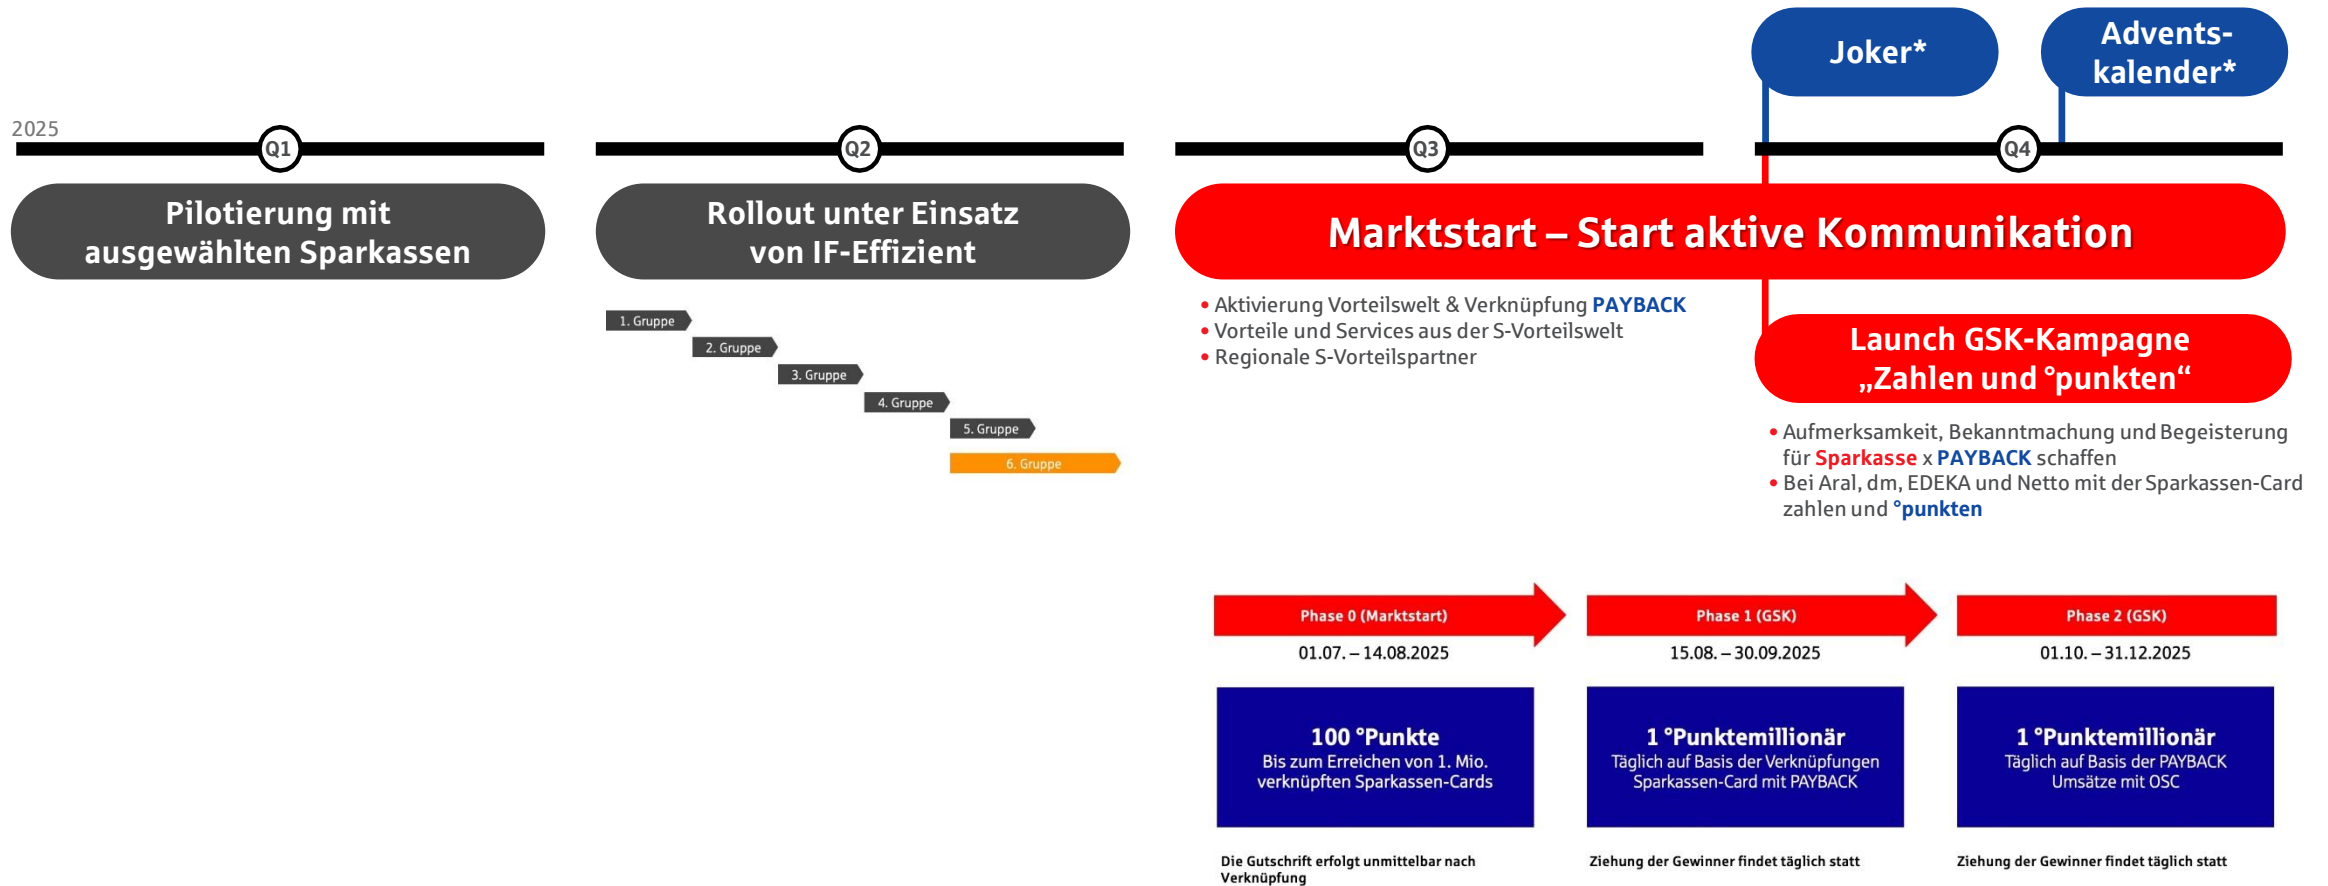 Joker*
Advents-
kalender*
2025
Q1
Q2
Q3
Q4
Pilotierung mit
ausgewählten Sparkassen
Rollout unter Einsatz
von IF-Effizient
Marktstart – Start aktive Kommunikation
1. Gruppe
2. Gruppe
3. Gruppe
4. Gruppe
5. Gruppe
6. Gruppe
• Aktivierung Vorteilswelt & Verknüpfung PAYBACK
• Vorteile und Services aus der S-Vorteilswelt
• Regionale S-Vorteilspartner
Launch GSK-Kampagne
„Zahlen und °punkten“
• Aufmerksamkeit, Bekanntmachung und Begeisterung
für Sparkasse x PAYBACK schaffen
• Bei Aral, dm, EDEKA und Netto mit der Sparkassen-Card
zahlen und °punkten
Phase 0 (Marktstart)
01.07. – 14.08.2025
100 °Punkte
Bis zum Erreichen von 1. Mio.
verknüpften Sparkassen-Cards
Die Gutschrift erfolgt unmittelbar nach
Verknüpfung
Phase 1 (GSK)
15.08. – 30.09.2025
1 °Punktemillionär
Täglich auf Basis der Verknüpfungen
Sparkassen-Card mit PAYBACK
Ziehung der Gewinner findet täglich statt
Phase 2 (GSK)
01.10. – 31.12.2025
1 °Punktemillionär
Täglich auf Basis der PAYBACK
Umsätze mit OSC
Ziehung der Gewinner findet täglich statt